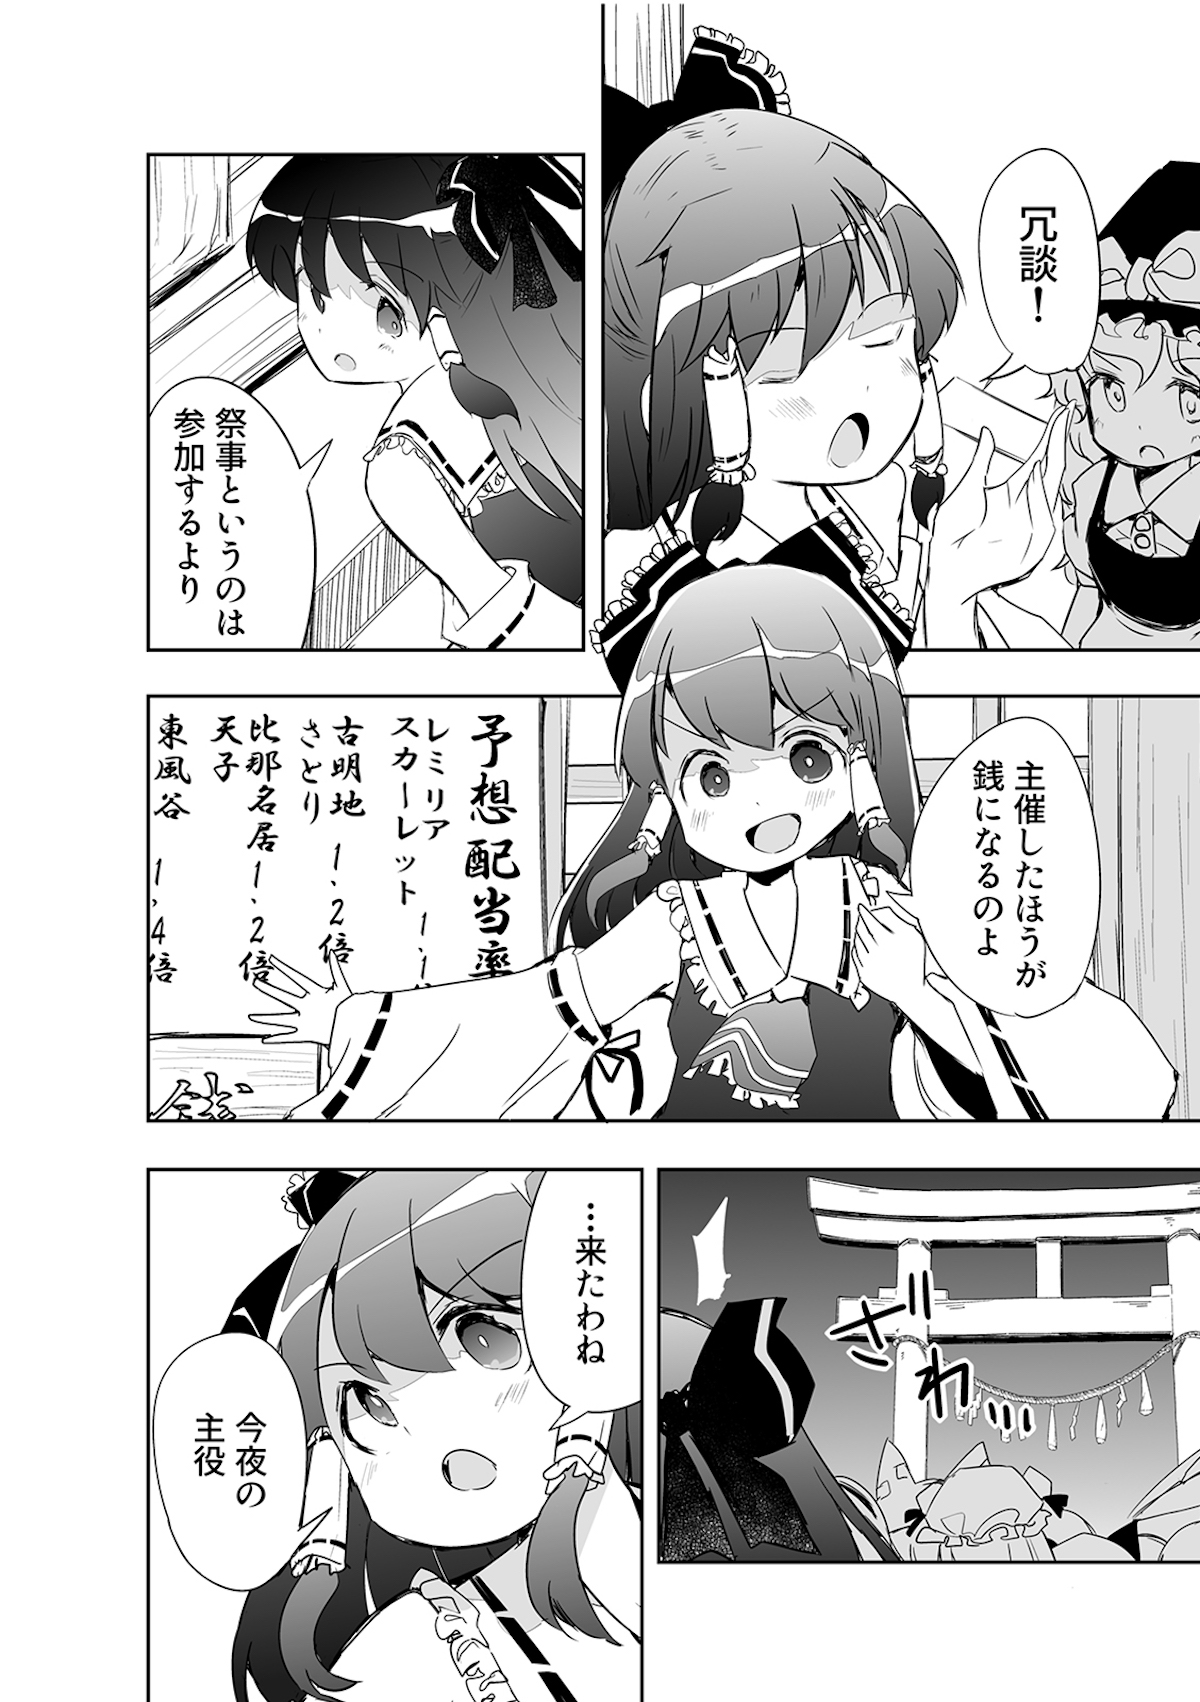 冗談！
祭事というのは
参加するより
主催したほうが
銭になるのよ
予想配当率
レミリア
スカーレット
1.1
古明地
さとり
1.2倍
比那名居
天子
1.2倍
東風谷
1.4倍
銭
ざわ…
…来たわね
今夜の
主役